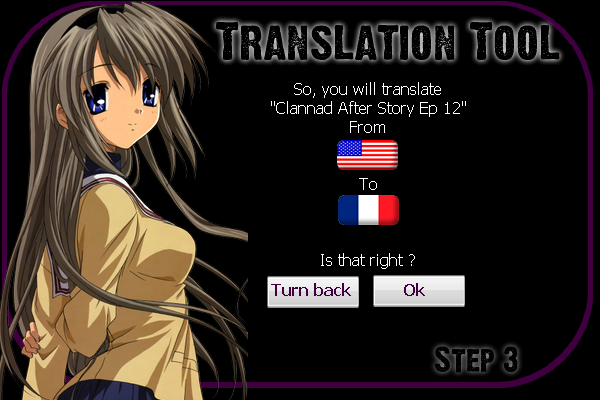 Translation Tool
So, you will translate
"Clannad After Story Ep 12"
From
To
Is that right ?
Turn back
Ok
Step 3